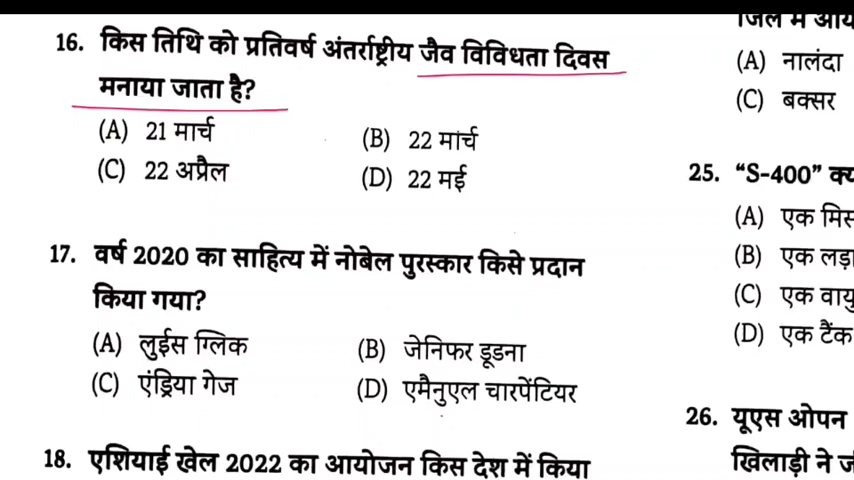 16. किस तिथि को प्रतिवर्ष अंतर्राष्ट्रीय जैव विविधता दिवस
मनाया जाता है?
(A) 21 मार्च (B) 22 मार्च
(C) 22 अप्रैल (D) 22 मई
17. वर्ष 2020 का साहित्य में नोबेल पुरस्कार किसे प्रदान
किया गया?
(A) लुईस ग्लिक (B) जेनिफर डूडना
(C) एंड्रिया गेज (D) एमैनुएल चारपेंटियर
18. एशियाई खेल 2022 का आयोजन किस देश में किया
(A) नालंदा
(C) बक्सर
25. “S-400”
(A) एक
(B) एक
(C) एक
(D) एक टैंक
26. यूएस ओपन
खिलाड़ी ने